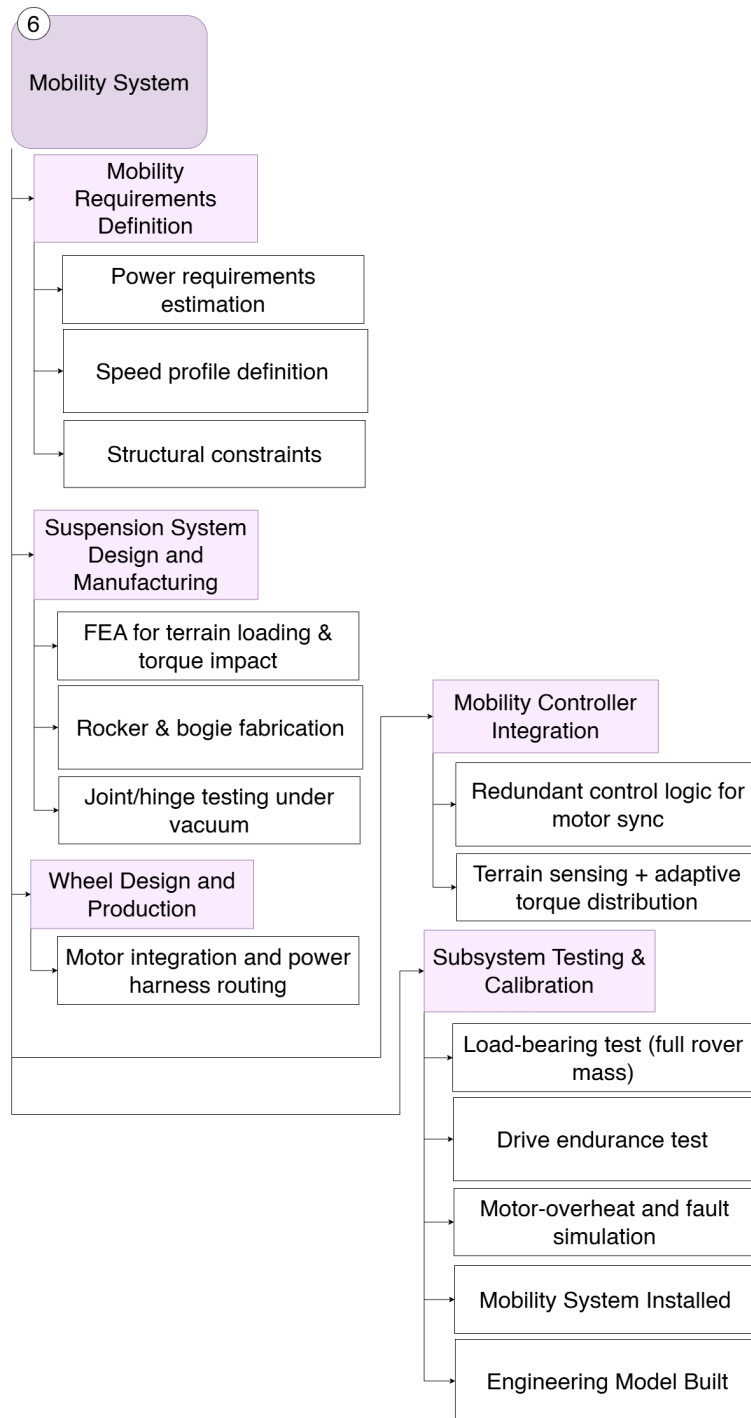 6
Mobility System
Mobility
Requirements
Definition
Power requirements
estimation
Speed profile definition
Structural constraints
Suspension System
Design and
Manufacturing
FEA for terrain loading &
torque impact
Rocker & bogie fabrication
Joint/hinge testing under
vacuum
Wheel Design and
Production
Motor integration and power
harness routing
Mobility Controller
Integration
Redundant control logic for
motor sync
Terrain sensing + adaptive
torque distribution
Subsystem Testing &
Calibration
Load-bearing test (full rover
mass)
Drive endurance test
Motor-overheat and fault
simulation
Mobility System Installed
Engineering Model Built